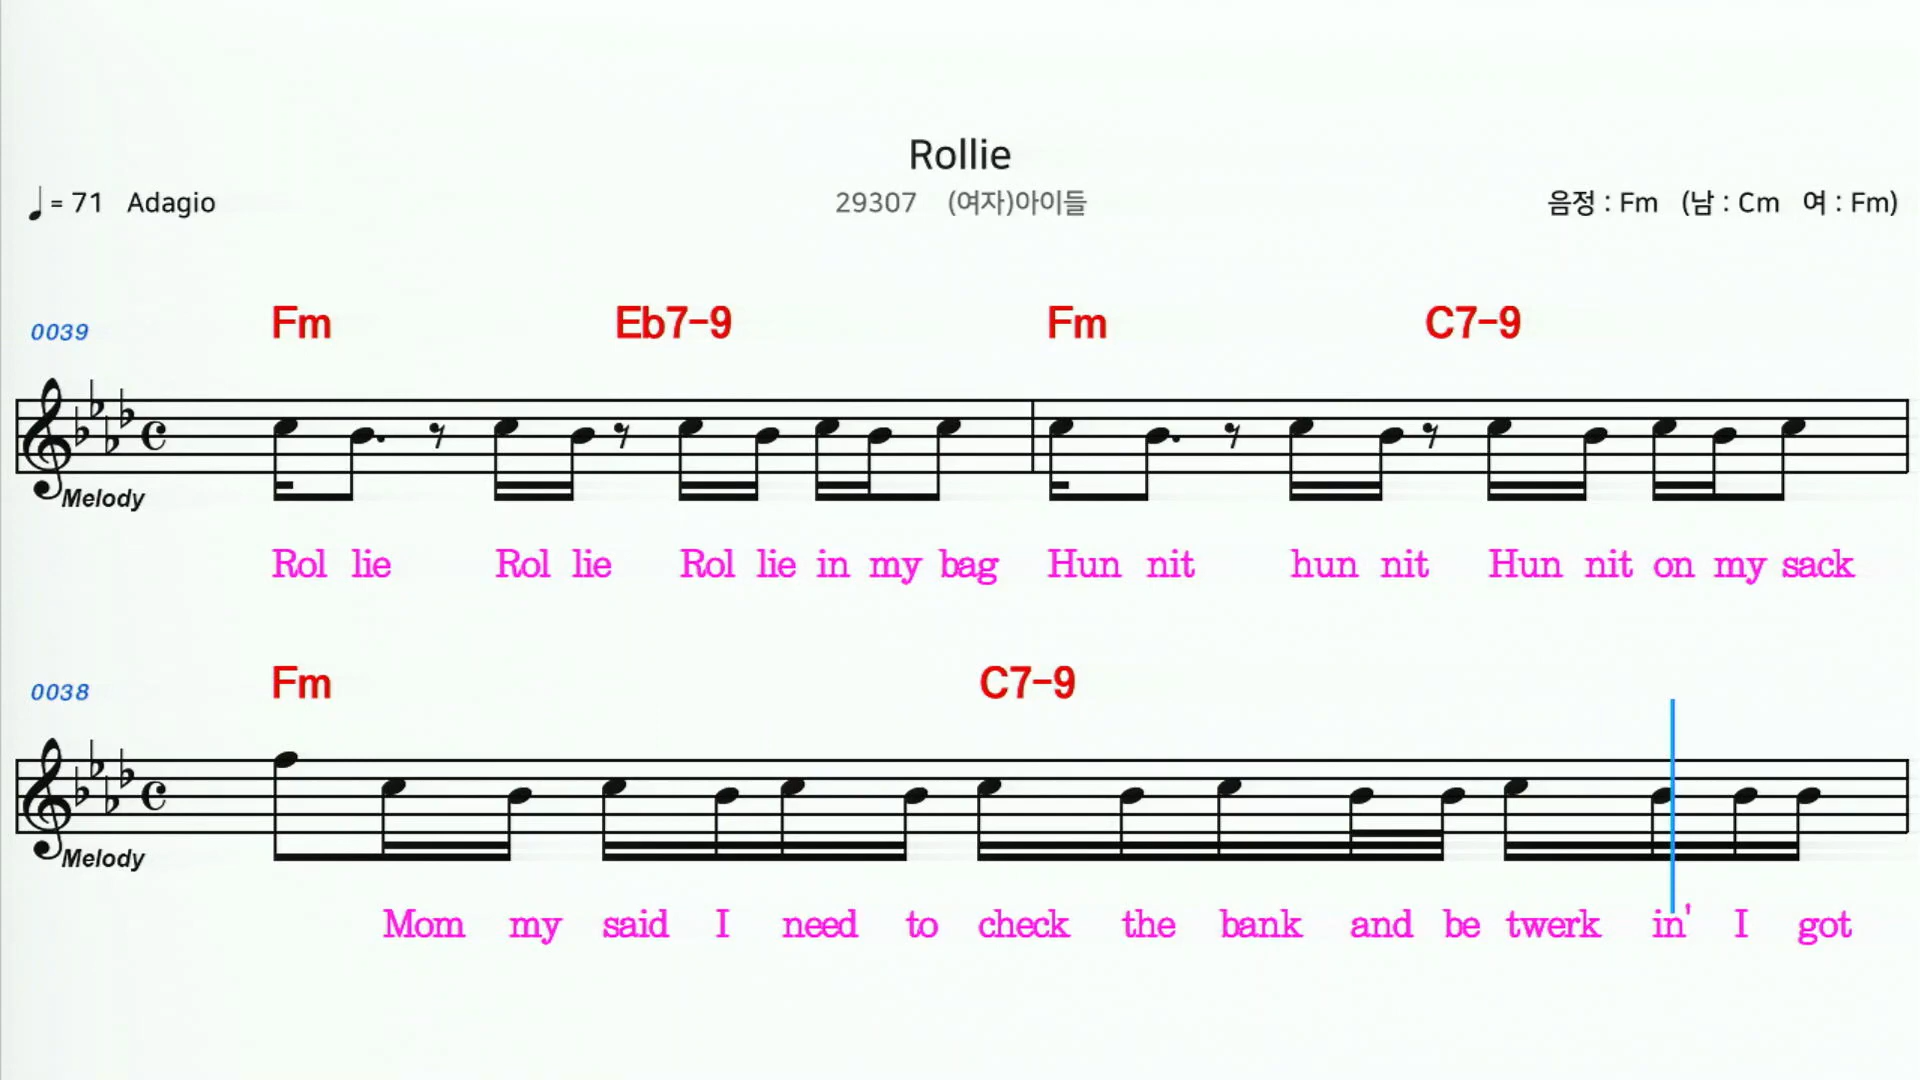 Rollie
♩= 71 Adagio 29307 (여자)아이들 음정 : Fm (남 : Cm 여 : Fm)
0039 Fm Eb7-9 Fm C7-9
Melody
Rol lie Rol lie Rol lie in my bag Hun nit hun nit Hun nit on my sack
0038 Fm C7-9
Melody
Mom my said I need to check the bank and be twerk in' I got